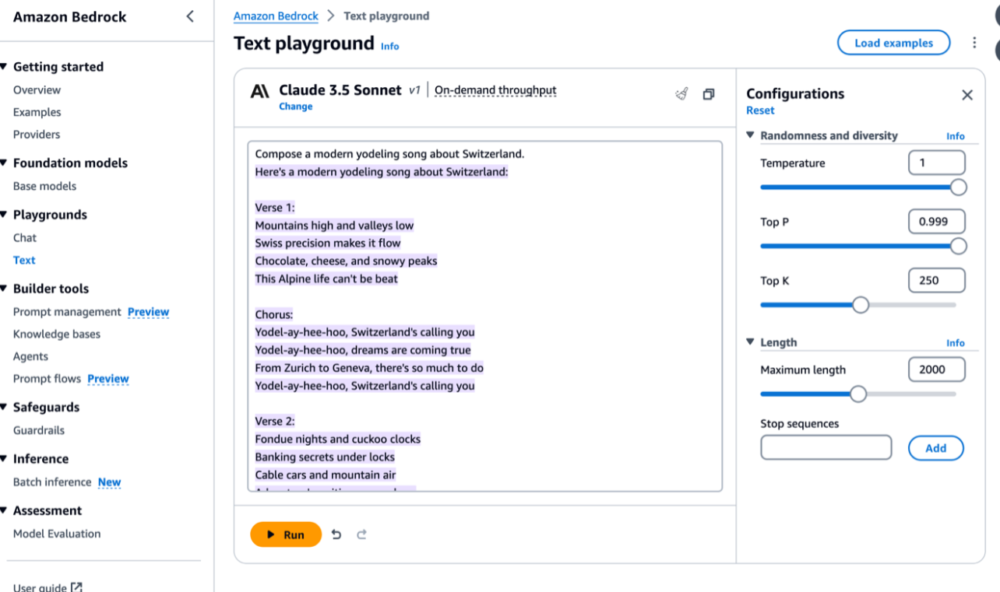 Amazon Bedrock
Getting started
Overview
Examples
Providers
Foundation models
Base models
Playgrounds
Chat
Text
Builder tools
Prompt management Preview
Knowledge bases
Agents
Prompt flows Preview
Safeguards
Guardrails
Inference
Batch inference New
Assessment
Model Evaluation
User guide
Amazon Bedrock > Text playground
Text playground Info
Load examples
Claude 3.5 Sonnet v1 | On-demand throughput
Change
Compose a modern yodeling song about Switzerland.
Here's a modern yodeling song about Switzerland:
Verse 1:
Mountains high and valleys low
Swiss precision makes it flow
Chocolate, cheese, and snowy peaks
This Alpine life can't be beat
Chorus:
Yodel-ay-hee-hoo, Switzerland's calling you
Yodel-ay-hee-hoo, dreams are coming true
From Zurich to Geneva, there's so much to do
Yodel-ay-hee-hoo, Switzerland's calling you
Verse 2:
Fondue nights and cuckoo clocks
Banking secrets under locks
Cable cars and mountain air
Run
Configurations
Reset
Randomness and diversity Info
Temperature 1
Top P 0.999
Top K 250
Length Info
Maximum length 2000
Stop sequences
Add